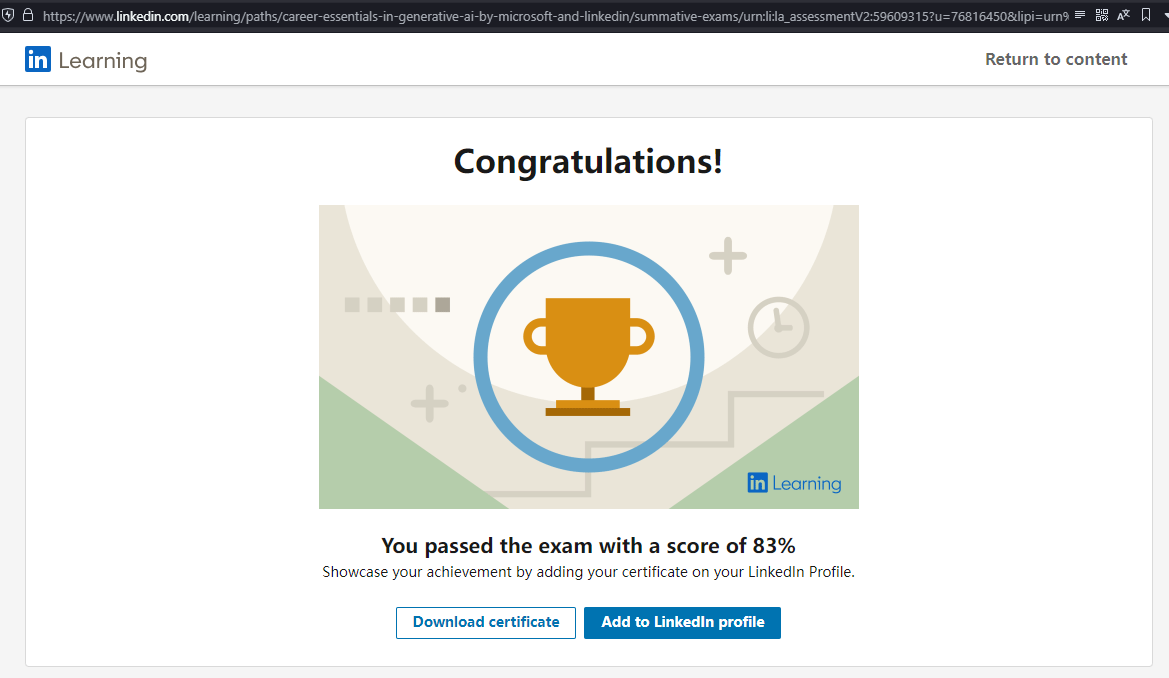 https://www.linkedin.com/learning/paths/career-essentials-in-generative-ai-by-microsoft-and-linkedin/summative-exams/urn:li:la_assessmentV2:59609315?u=76816450&lipi=urn%
in Learning
Return to content
Congratulations!
in Learning
You passed the exam with a score of 83%
Showcase your achievement by adding your certificate on your LinkedIn Profile.
Download certificate
Add to LinkedIn profile